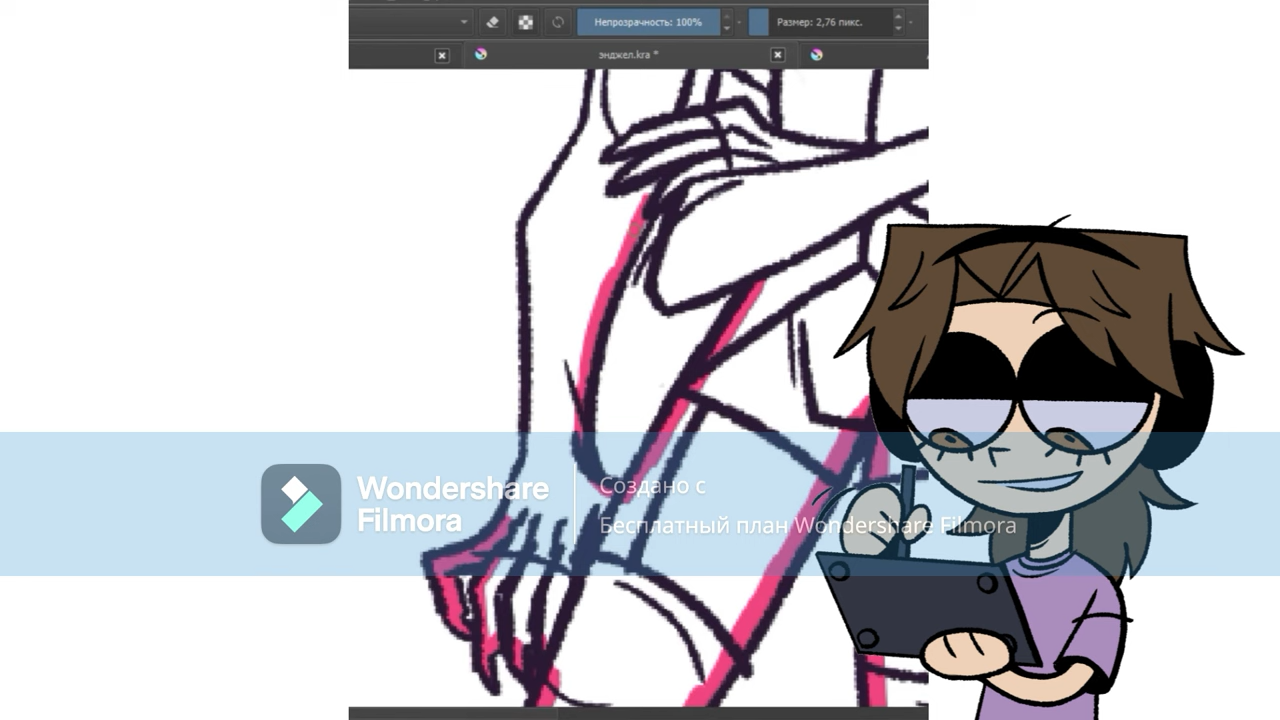 Непрозрачность: 100%
Размер: 2,76 пикс.
энджел.kra *
Wondershare
Filmora
Создано с
Бесплатный план Wondershare Filmora